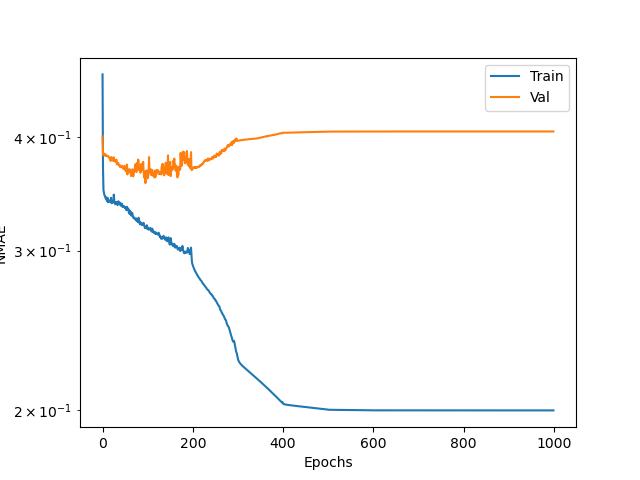 Train
Val
4 × 10⁻¹
3 × 10⁻¹
2 × 10⁻¹
NMAE
0 200 400 600 800 1000
Epochs